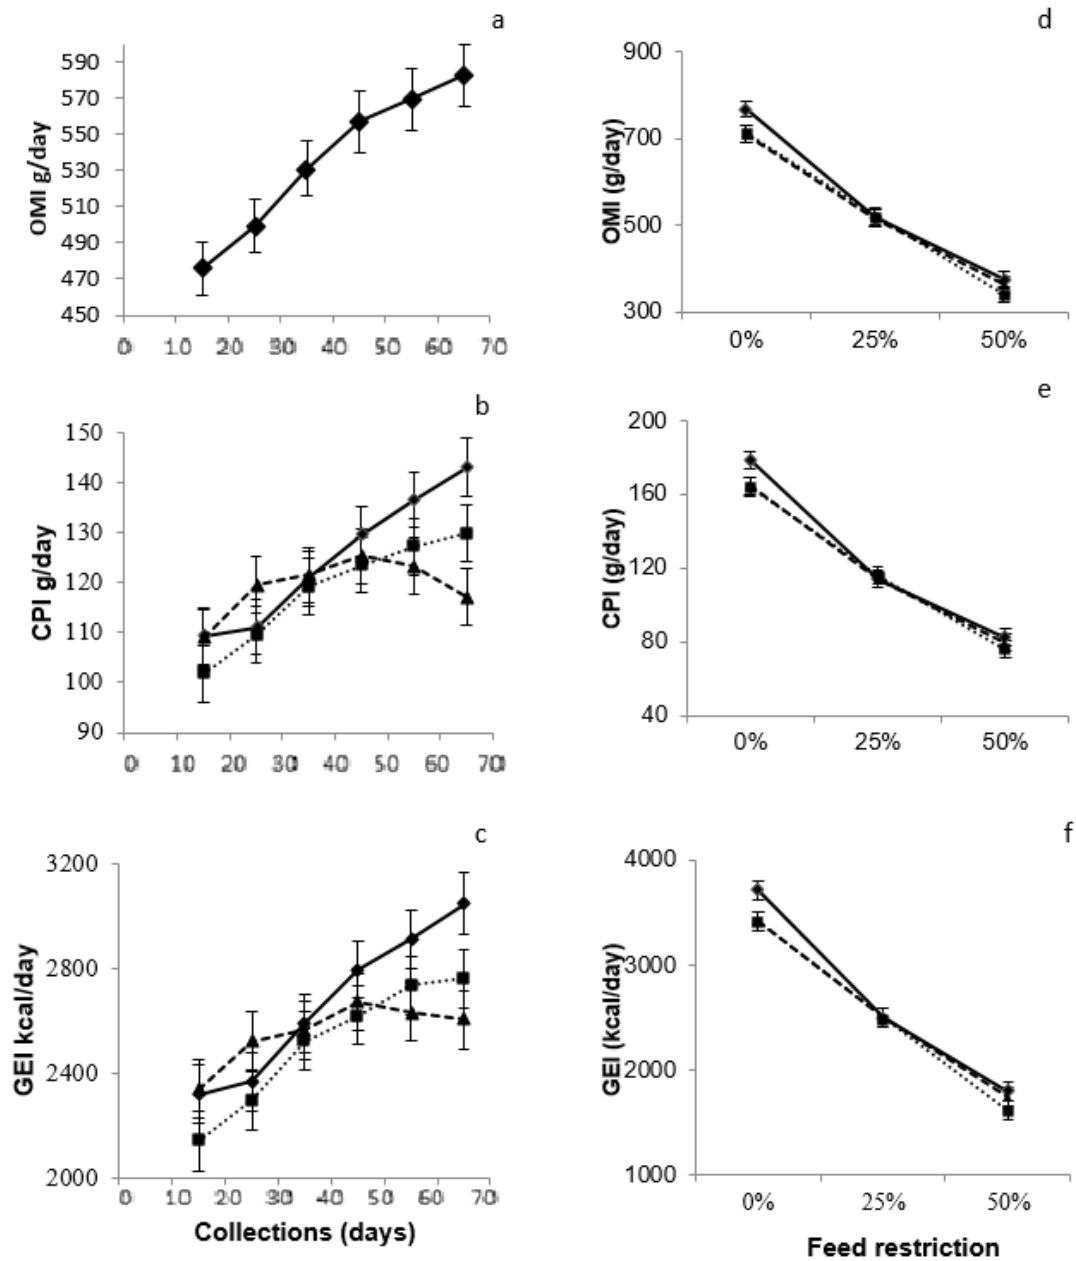 a
OMI g/day
590
570
550
530
510
490
470
450
0 10 20 30 40 50 60 70
d
OMI (g/day)
900
700
500
300
0% 25% 50%
b
CPI g/day
150
140
130
120
110
100
90
0 10 20 30 40 50 60 70
e
CPI (g/day)
200
160
120
80
40
0% 25% 50%
c
GEI kcal/day
3200
2800
2400
2000
0 10 20 30 40 50 60 70
Collections (days)
f
GEI (kcal/day)
4000
3000
2000
1000
0% 25% 50%
Feed restriction